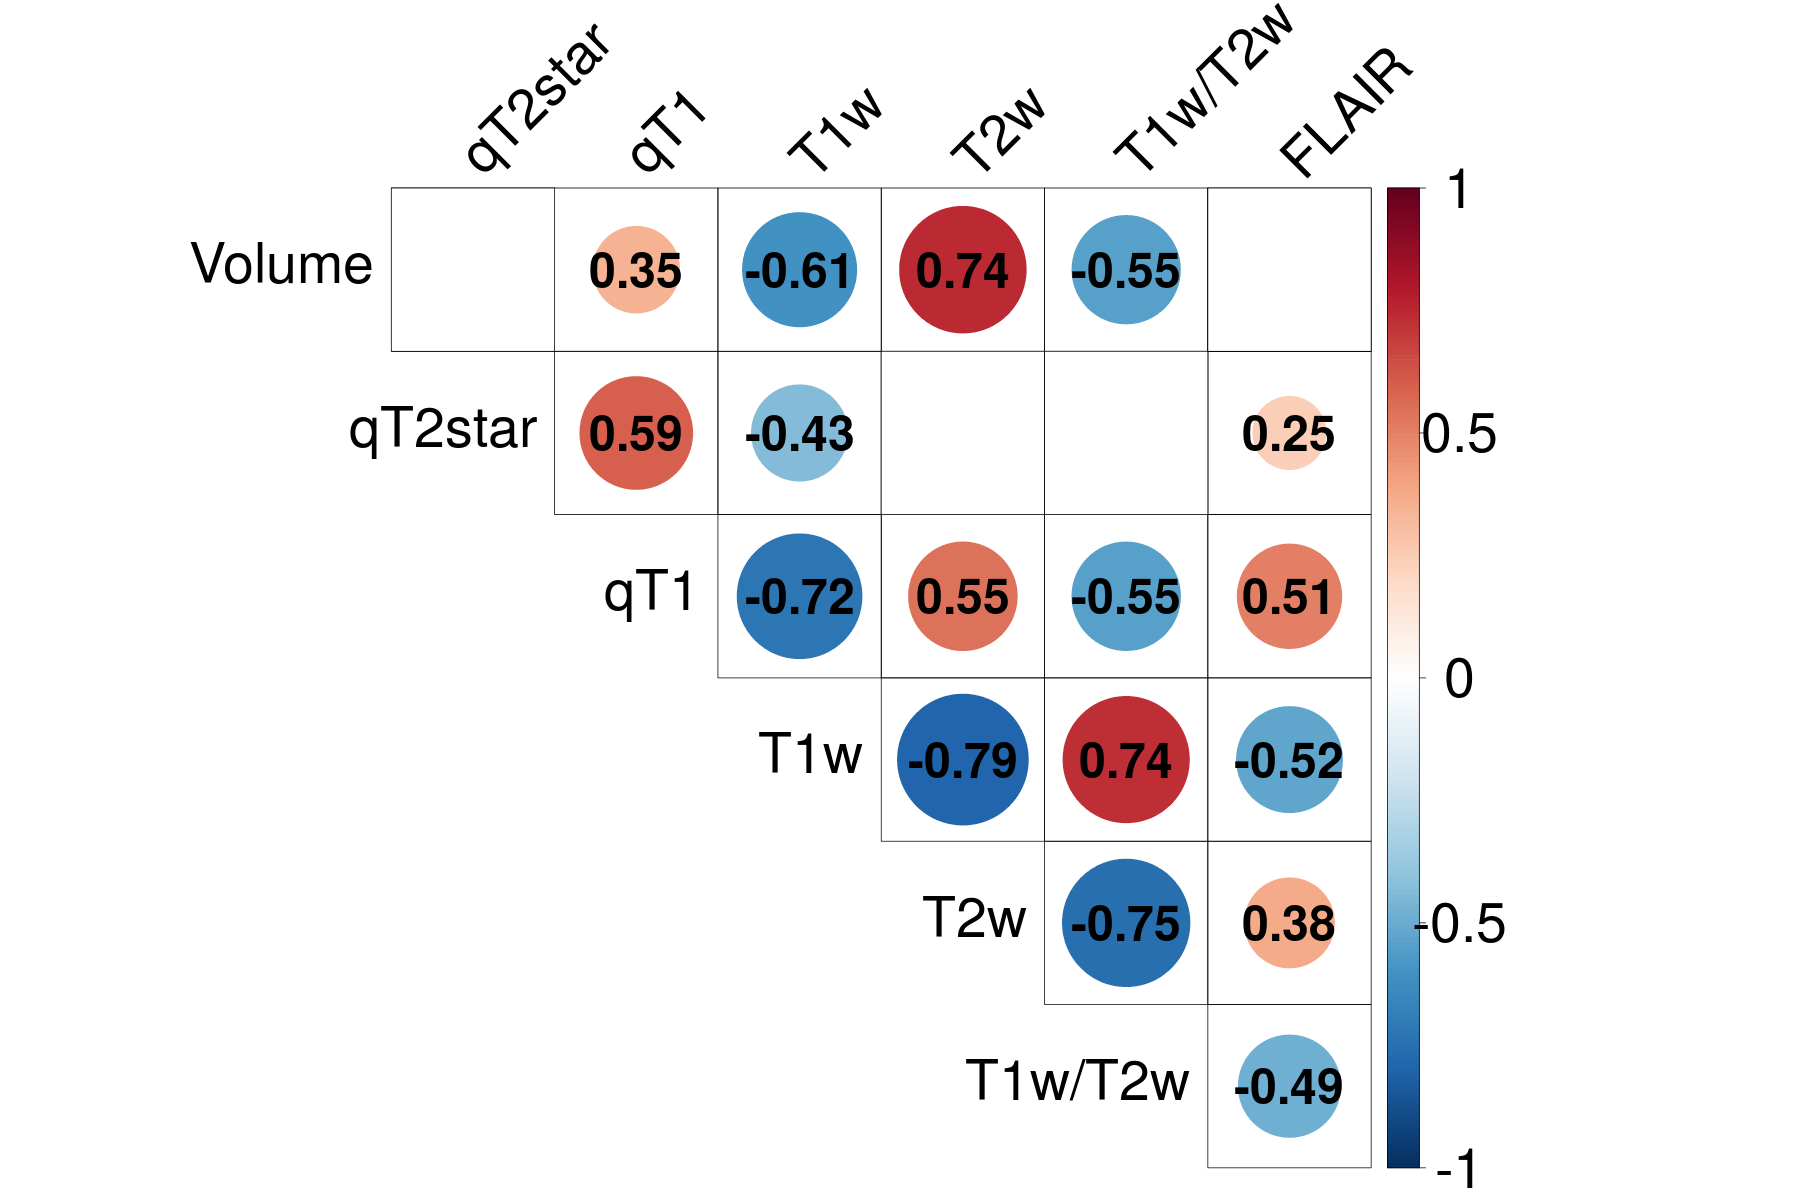 qT2star qT1 T1w T2w T1w/T2w FLAIR
1
Volume 0.35 -0.61 0.74 -0.55
qT2star 0.59 -0.43 0.25 0.5
qT1 -0.72 0.55 -0.55 0.51
0
T1w -0.79 0.74 -0.52
T2w -0.75 0.38 -0.5
T1w/T2w -0.49
-1